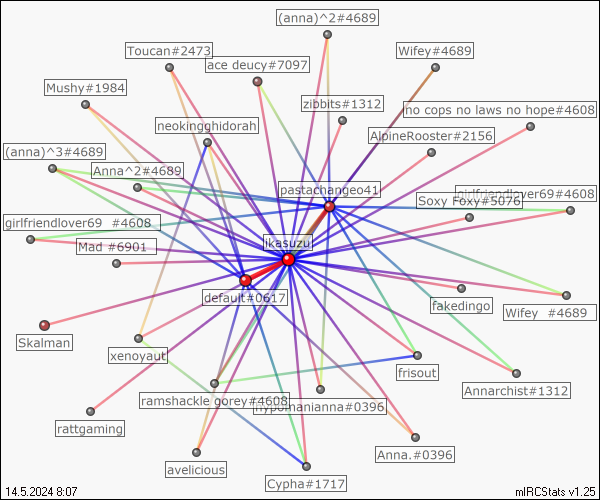 (anna)^2#4689
Toucan#2473
Wifey#4689
ace deucy#7097
Mushy#1984
zibbits#1312
no cops no laws no hope#4608
neokingghidorah
AlpineRooster#2156
(anna)^3#4689
Anna^2#4689
pastachangeo41
girlfriendlover69#4608
Soxy Foxy#5076
girlfriendlover69 #4608
Mad #6901
ikasuzu
default#0617
fakedingo
Wifey #4689
Skalman
xenoyaut
frisout
Annarchist#1312
ramshackle gorey#4608
hypomanianna#0396
rattgaming
Anna.#0396
avelicious
Cypha#1717
14.5.2024 8:07
mIRCStats v1.25